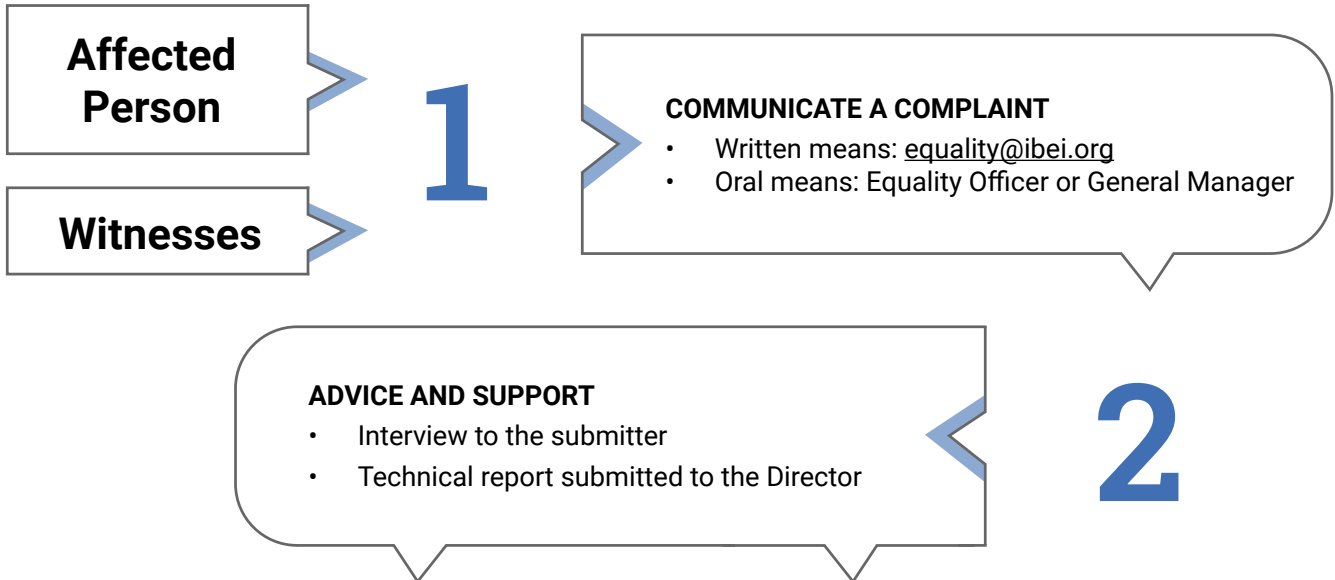 Affected
Person
Witnesses
1
COMMUNICATE A COMPLAINT
• Written means: equality@ibei.org
• Oral means: Equality Officer or General Manager
ADVICE AND SUPPORT
• Interview to the submitter
• Technical report submitted to the Director
2